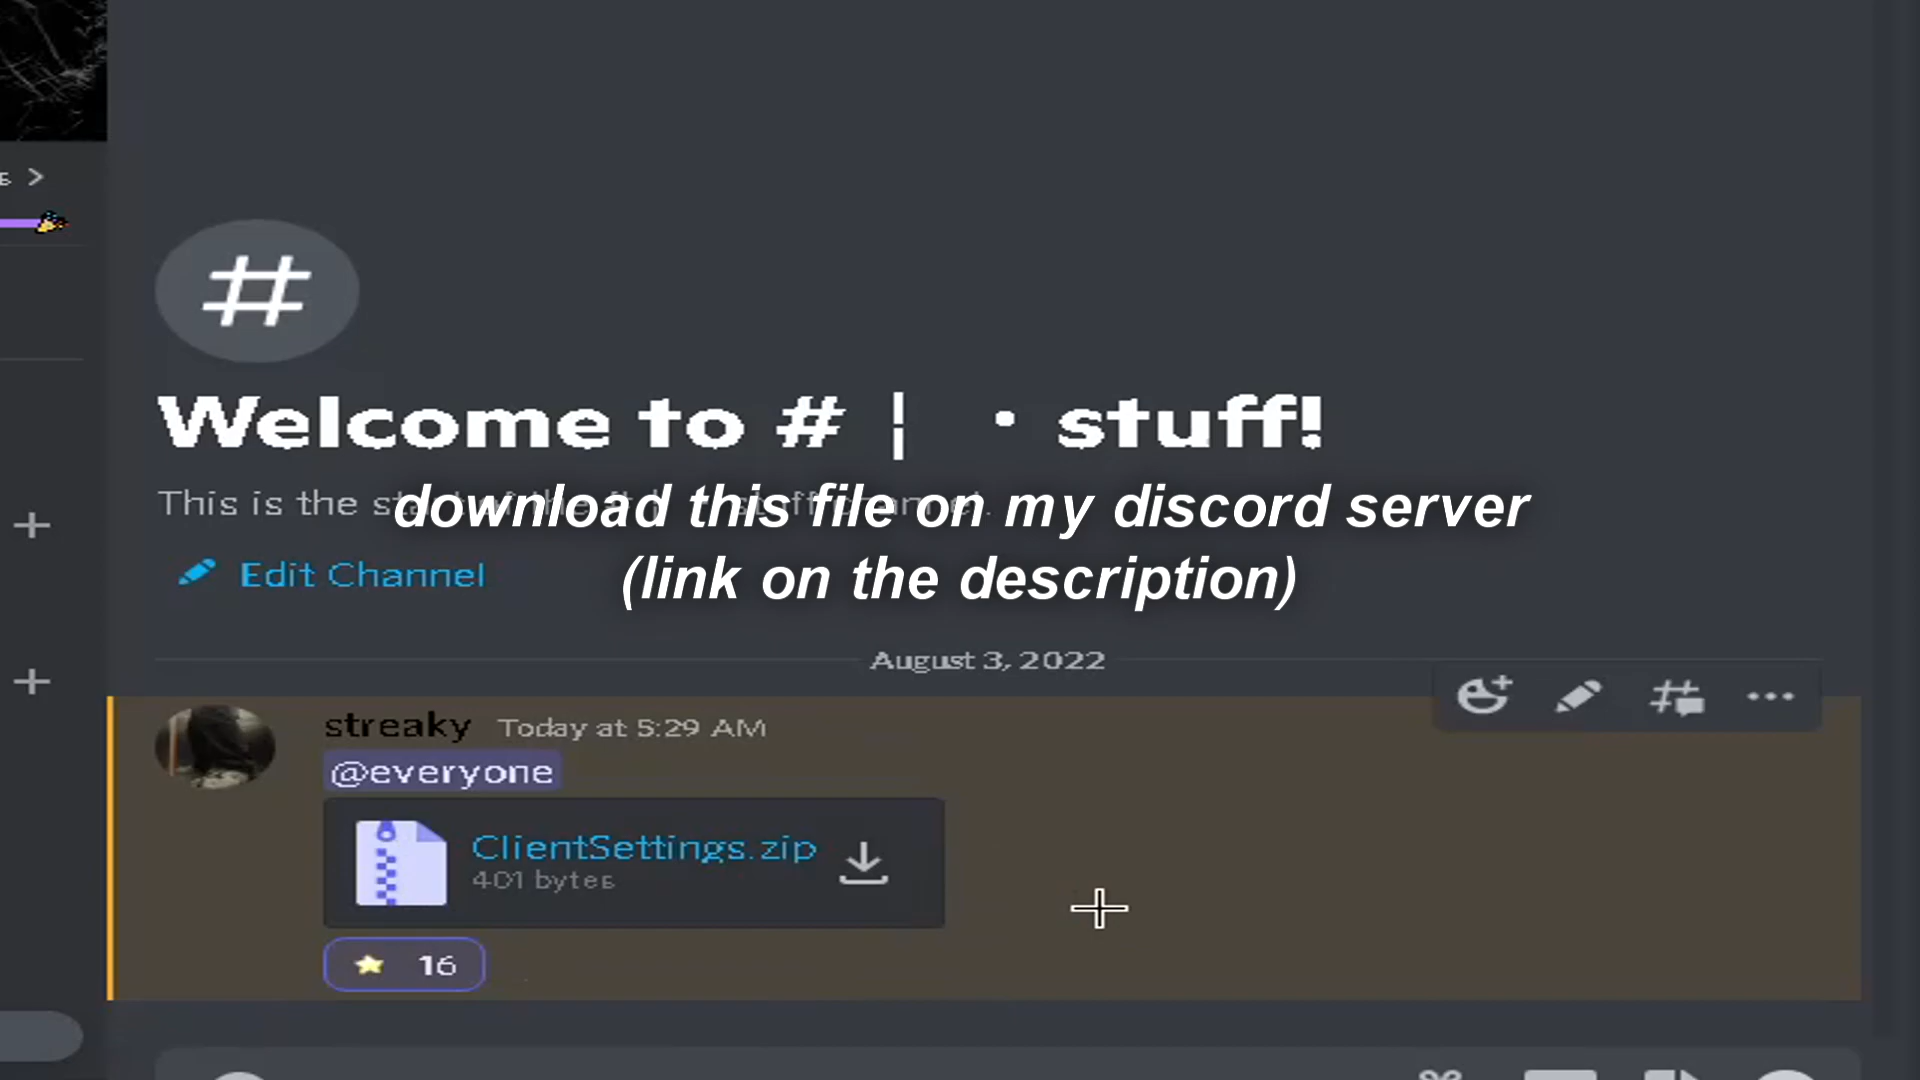 Welcome to # ¦ • stuff!
This is the
download this file on my discord server
Edit Channel
(link on the description)
August 3, 2022
streaky Today at 5:29 AM
@everyone
ClientSettings.zip
401 bytes
16